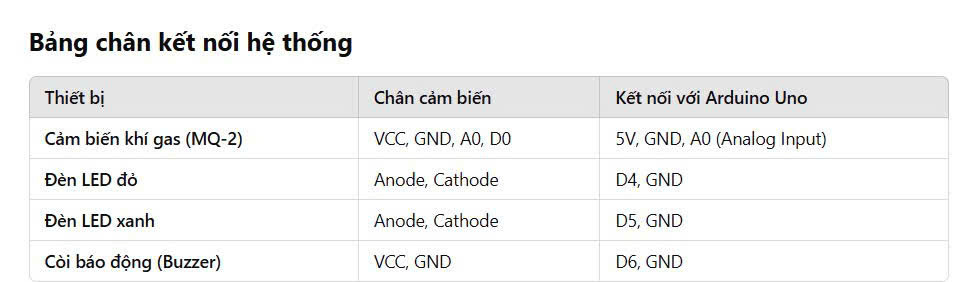 Bảng chân kết nối hệ thống
Thiết bị Chân cảm biến Kết nối với Arduino Uno
Cảm biến khí gas (MQ-2) VCC, GND, A0, D0 5V, GND, A0 (Analog Input)
Đèn LED đỏ Anode, Cathode D4, GND
Đèn LED xanh Anode, Cathode D5, GND
Còi báo động (Buzzer) VCC, GND D6, GND